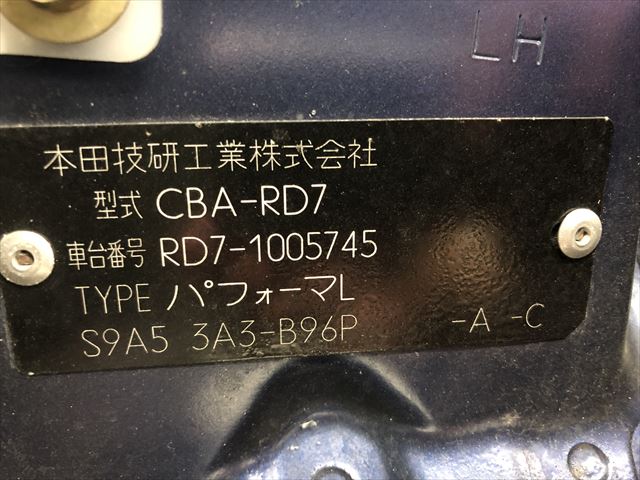 LH
本田技研工業株式会社
型式 CBA-RD7
車台番号 RD7-1005745
TYPE パフォーマL
S9A5 3A3-B96P -A -C